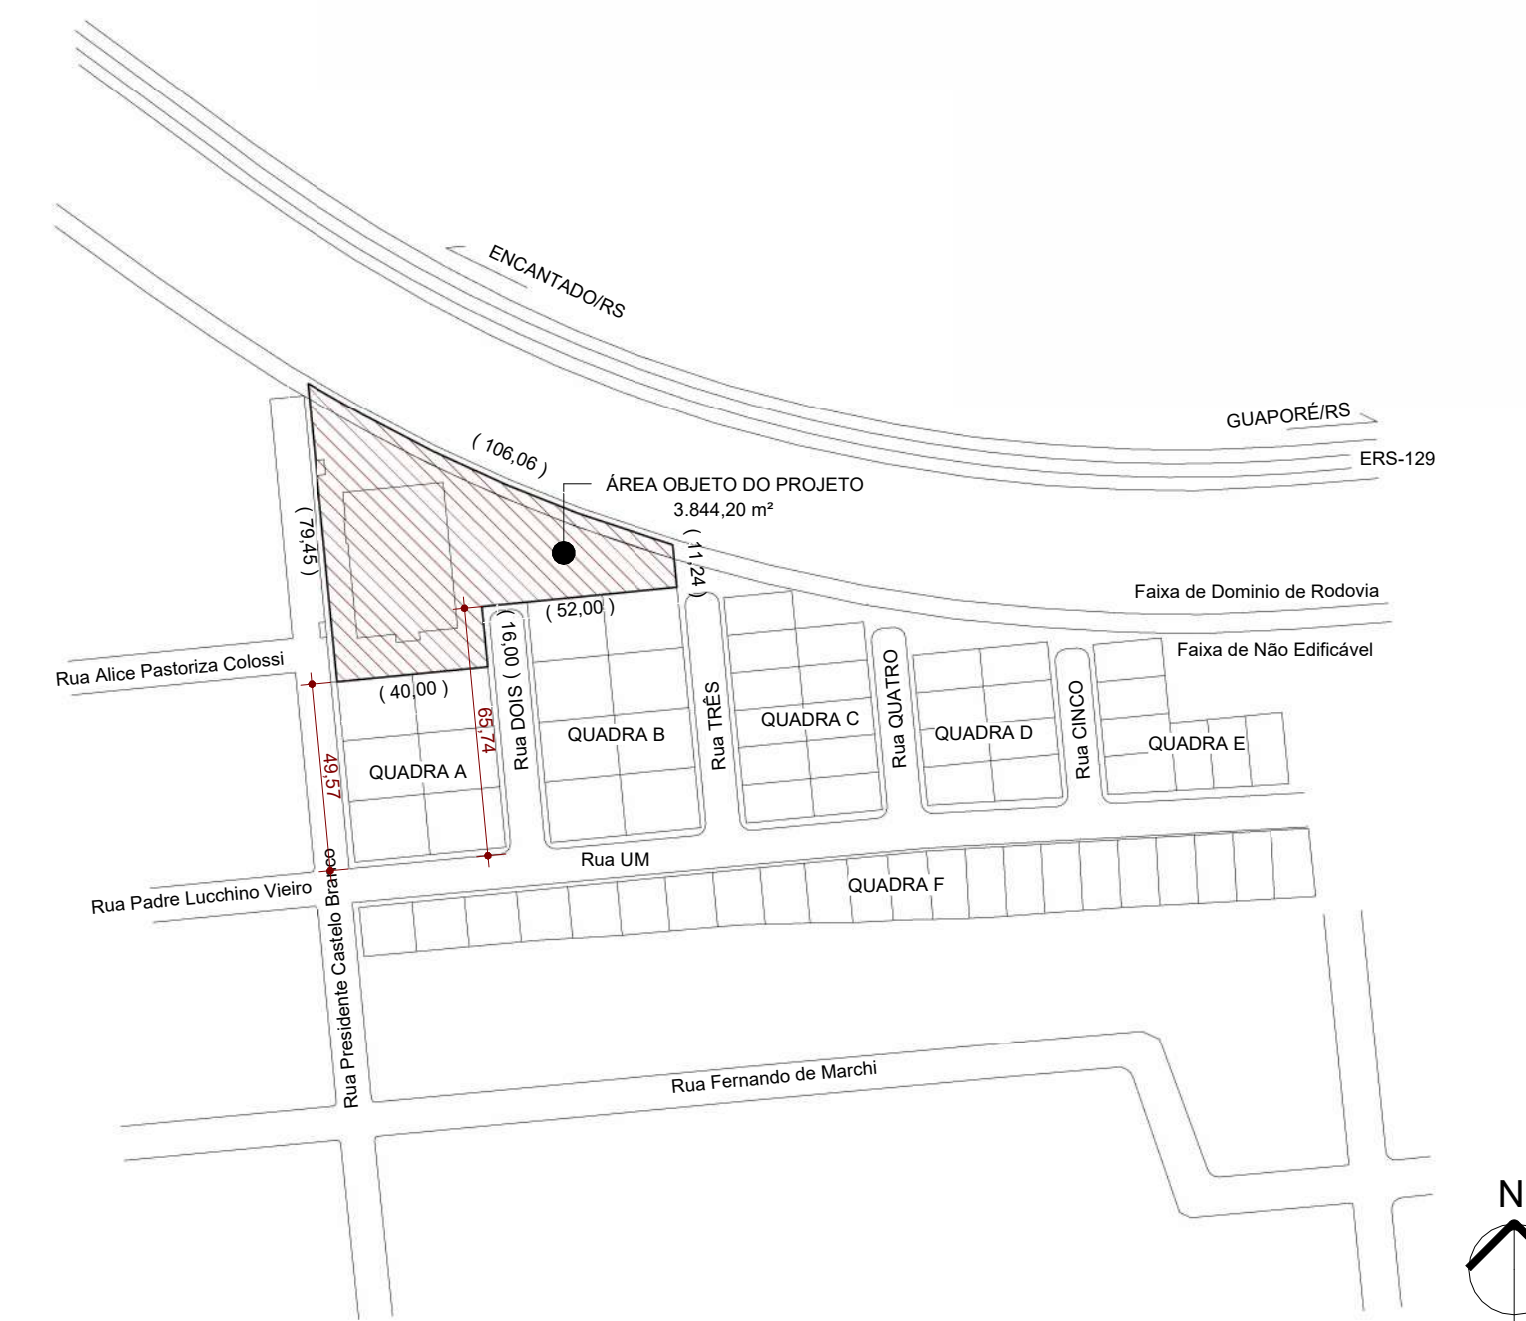 ENCANTADO/RS
GUAPORÉ/RS
ERS-129
( 106,06 )
ÁREA OBJETO DO PROJETO
3.844,20 m²
( 79,45 )
( 11,24 )
Faixa de Dominio de Rodovia
( 52,00 )
( 16,00 )
Faixa de Não Edificável
Rua Alice Pastoriza Colossi
( 40,00 )
65,74
Rua DOIS
Rua TRÊS
Rua QUATRO
Rua CINCO
QUADRA A
QUADRA B
QUADRA C
QUADRA D
QUADRA E
49,57
Rua UM
Rua Padre Lucchino Vieiro
QUADRA F
Rua Presidente Castelo Branco
Rua Fernando de Marchi
N